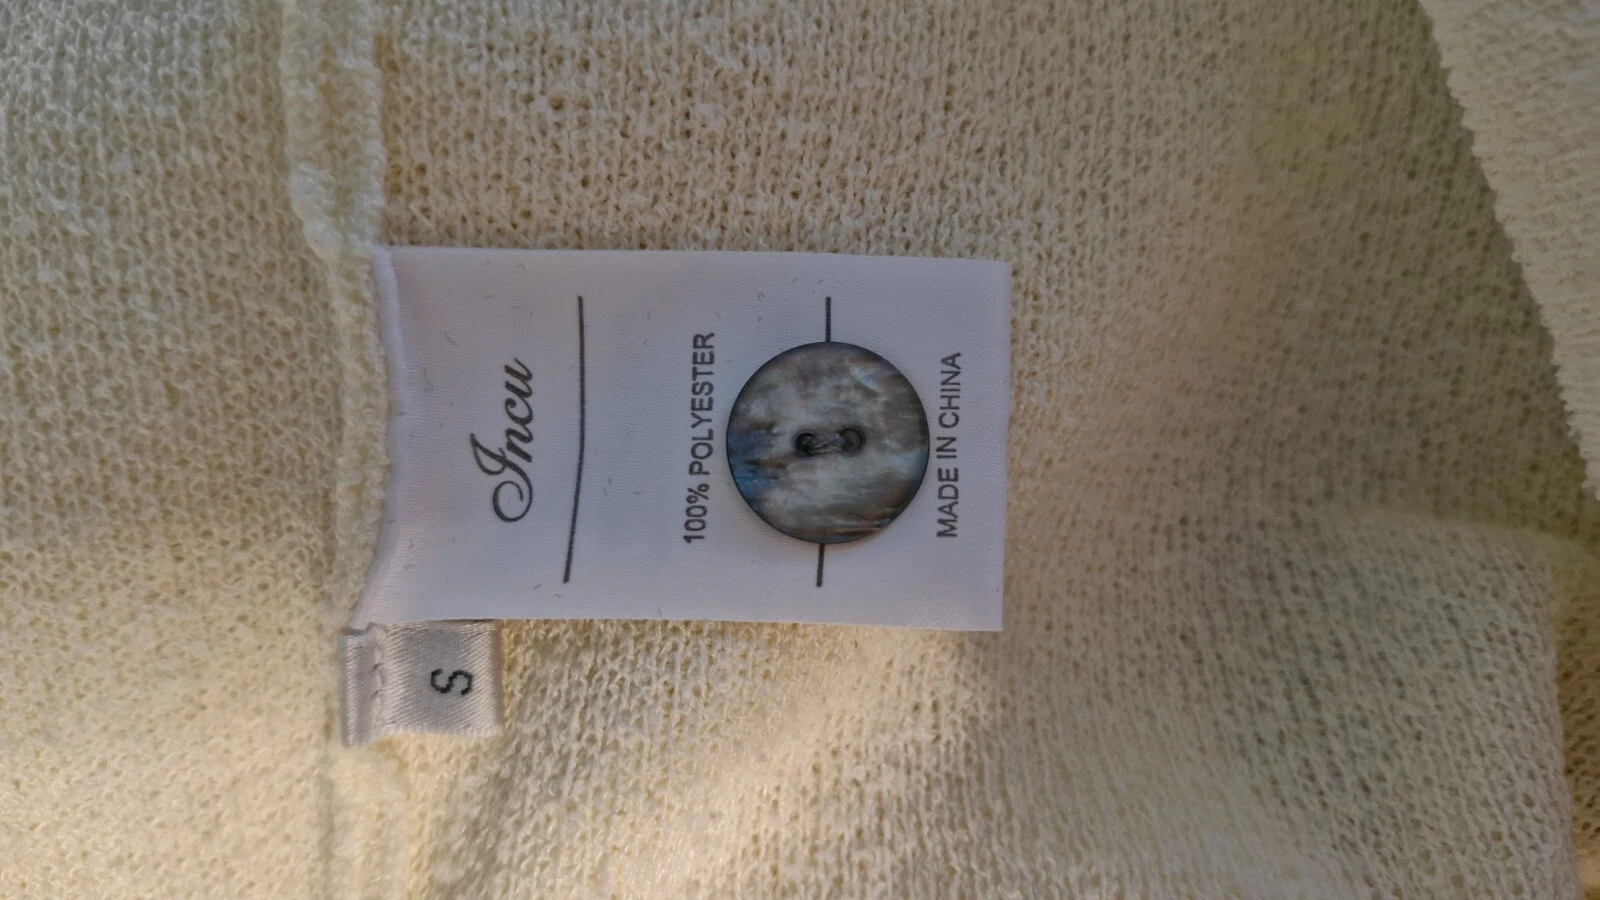 Incu
100% POLYESTER
MADE IN CHINA
S